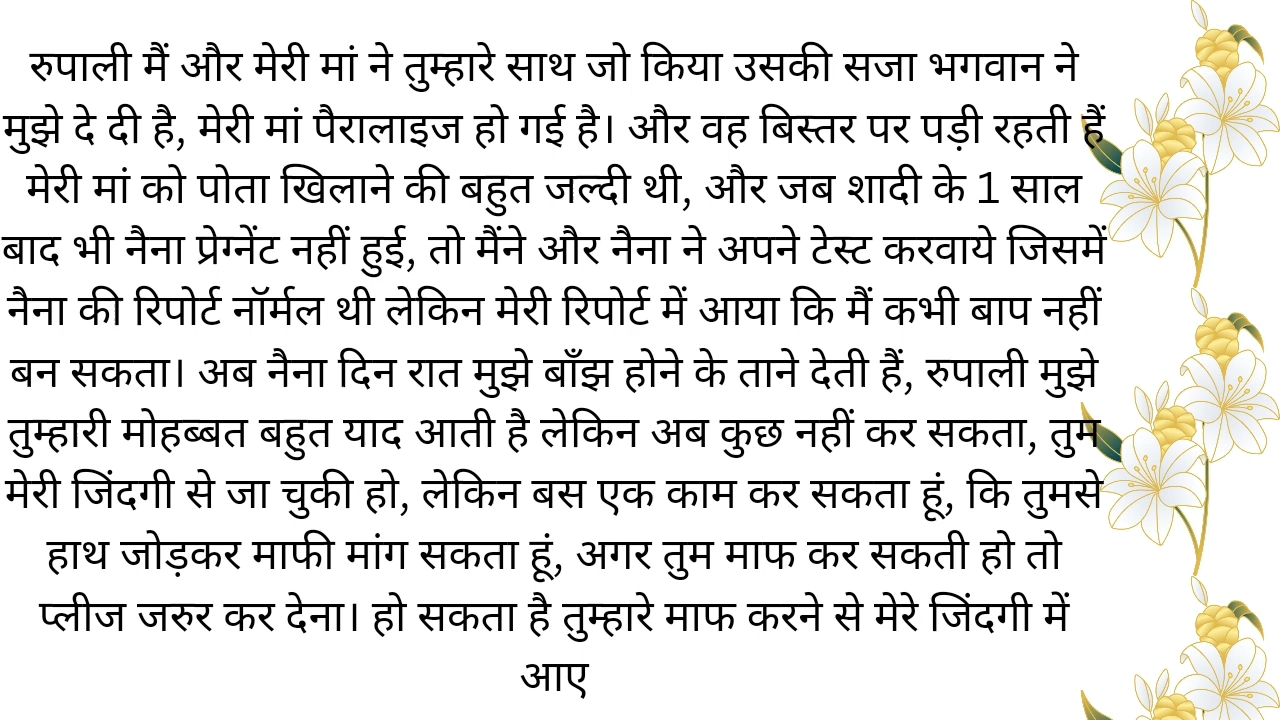 रुपाली मैं और मेरी मां ने तुम्हारे साथ जो किया उसकी सजा भगवान ने
मुझे दे दी है, मेरी मां पैरालाइज हो गई है। और वह बिस्तर पर पड़ी रहती हैं
मेरी मां को पोता खिलाने की बहुत जल्दी थी, और जब शादी के 1 साल
बाद भी नैना प्रेग्नेंट नहीं हुई, तो मैंने और नैना ने अपने टेस्ट करवाये जिसमें
नैना की रिपोर्ट नॉर्मल थी लेकिन मेरी रिपोर्ट में आया कि मैं कभी बाप नहीं
बन सकता। अब नैना दिन रात मुझे बाँझ होने के ताने देती हैं, रुपाली मुझे
तुम्हारी मोहब्बत बहुत याद आती है लेकिन अब कुछ नहीं कर सकता, तुम
मेरी जिंदगी से जा चुकी हो, लेकिन बस एक काम कर सकता हूं, कि तुमसे
हाथ जोड़कर माफी मांग सकता हूं, अगर तुम माफ कर सकती हो तो
प्लीज जरुर कर देना। हो सकता है तुम्हारे माफ करने से मेरे जिंदगी में
आए